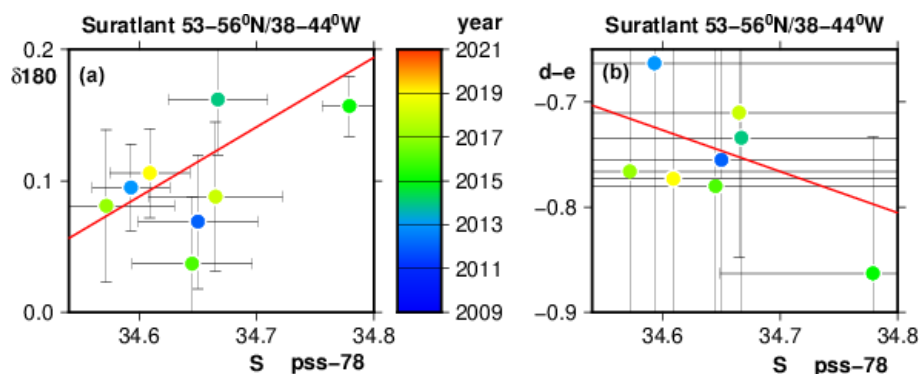 Suratlant 53–56⁰N/38–44⁰W
year
Suratlant 53–56⁰N/38–44⁰W
0.2
δ180
(a)
0.1
0.0
34.6 34.7 34.8
S pss–78
2021
2019
2017
2015
2013
2011
2009
d–e
(b)
–0.7
–0.8
–0.9
34.6 34.7 34.8
S pss–78